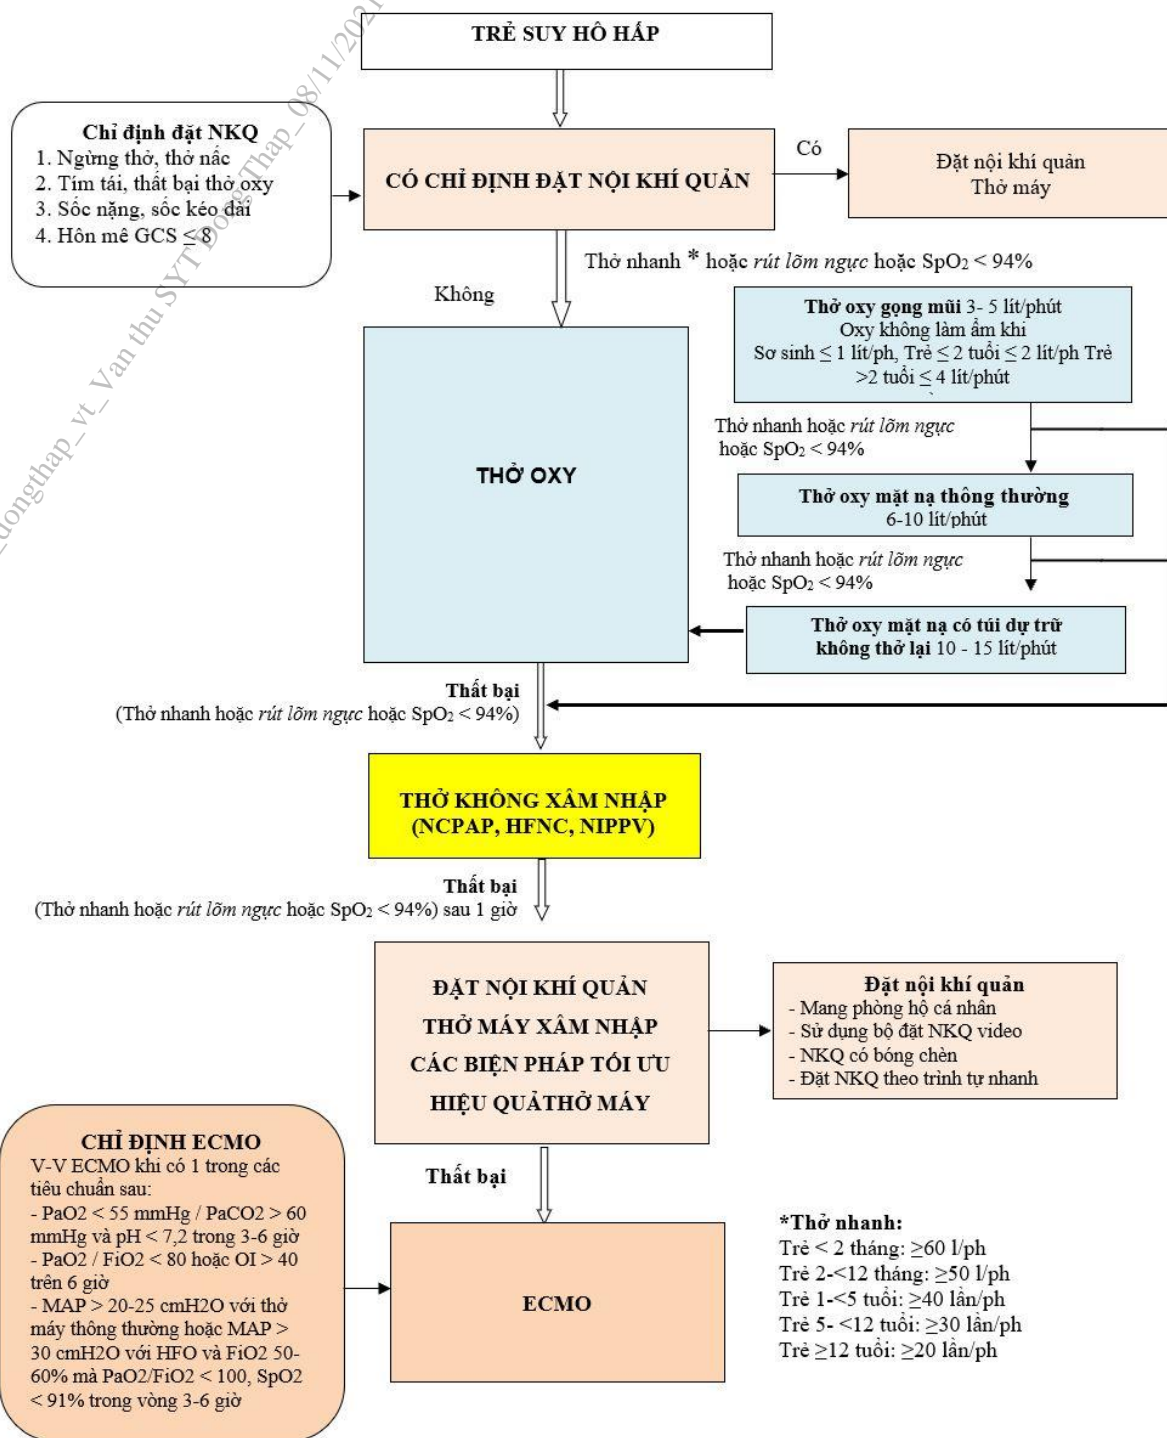 TRẺ SUY HÔ HẤP
Chỉ định đặt NKQ
1. Ngừng thở, thở nấc
2. Tím tái, thất bại thở oxy
3. Sốc nặng, sốc kéo dài
4. Hôn mê GCS ≤ 8
CÓ CHỈ ĐỊNH ĐẶT NỘI KHÍ QUẢN
Có
Đặt nội khí quản
Thở máy
Thở nhanh * hoặc rút lõm ngực hoặc SpO2 < 94%
Không
Thở oxy gọng mũi 3- 5 lít/phút
Oxy không làm ẩm khi
Sơ sinh ≤ 1 lít/ph, Trẻ ≤ 2 tuổi ≤ 2 lít/ph Trẻ
>2 tuổi ≤ 4 lít/phút
Thở nhanh hoặc rút lõm ngực
hoặc SpO2 < 94%
THỞ OXY
Thở oxy mặt nạ thông thường
6-10 lít/phút
Thở nhanh hoặc rút lõm ngực
hoặc SpO2 < 94%
Thở oxy mặt nạ có túi dự trữ
không thở lại 10 - 15 lít/phút
Thất bại
(Thở nhanh hoặc rút lõm ngực hoặc SpO2 < 94%)
THỞ KHÔNG XÂM NHẬP
(NCPAP, HFNC, NIPPV)
Thất bại
(Thở nhanh hoặc rút lõm ngực hoặc SpO2 < 94%) sau 1 giờ
ĐẶT NỘI KHÍ QUẢN
THỞ MÁY XÂM NHẬP
CÁC BIỆN PHÁP TỐI ƯU
HIỆU QUẢTHỞ MÁY
Đặt nội khí quản
- Mang phòng hộ cá nhân
- Sử dụng bộ đặt NKQ video
- NKQ có bóng chèn
- Đặt NKQ theo trình tự nhanh
Thất bại
CHỈ ĐỊNH ECMO
V-V ECMO khi có 1 trong các
tiêu chuẩn sau:
- PaO2 < 55 mmHg / PaCO2 > 60
mmHg và pH < 7,2 trong 3-6 giờ
- PaO2 / FiO2 < 80 hoặc OI > 40
trên 6 giờ
- MAP > 20-25 cmH2O với thở
máy thông thường hoặc MAP >
30 cmH2O với HFO và FiO2 50-
60% mà PaO2/FiO2 < 100, SpO2
< 91% trong vòng 3-6 giờ
ECMO
*Thở nhanh:
Trẻ < 2 tháng: ≥60 l/ph
Trẻ 2-<12 tháng: ≥50 l/ph
Trẻ 1-<5 tuổi: ≥40 lần/ph
Trẻ 5- <12 tuổi: ≥30 lần/ph
Trẻ ≥12 tuổi: ≥20 lần/ph
_dongthap_vt_Van thu SYT Dong Thap_08/11/2021